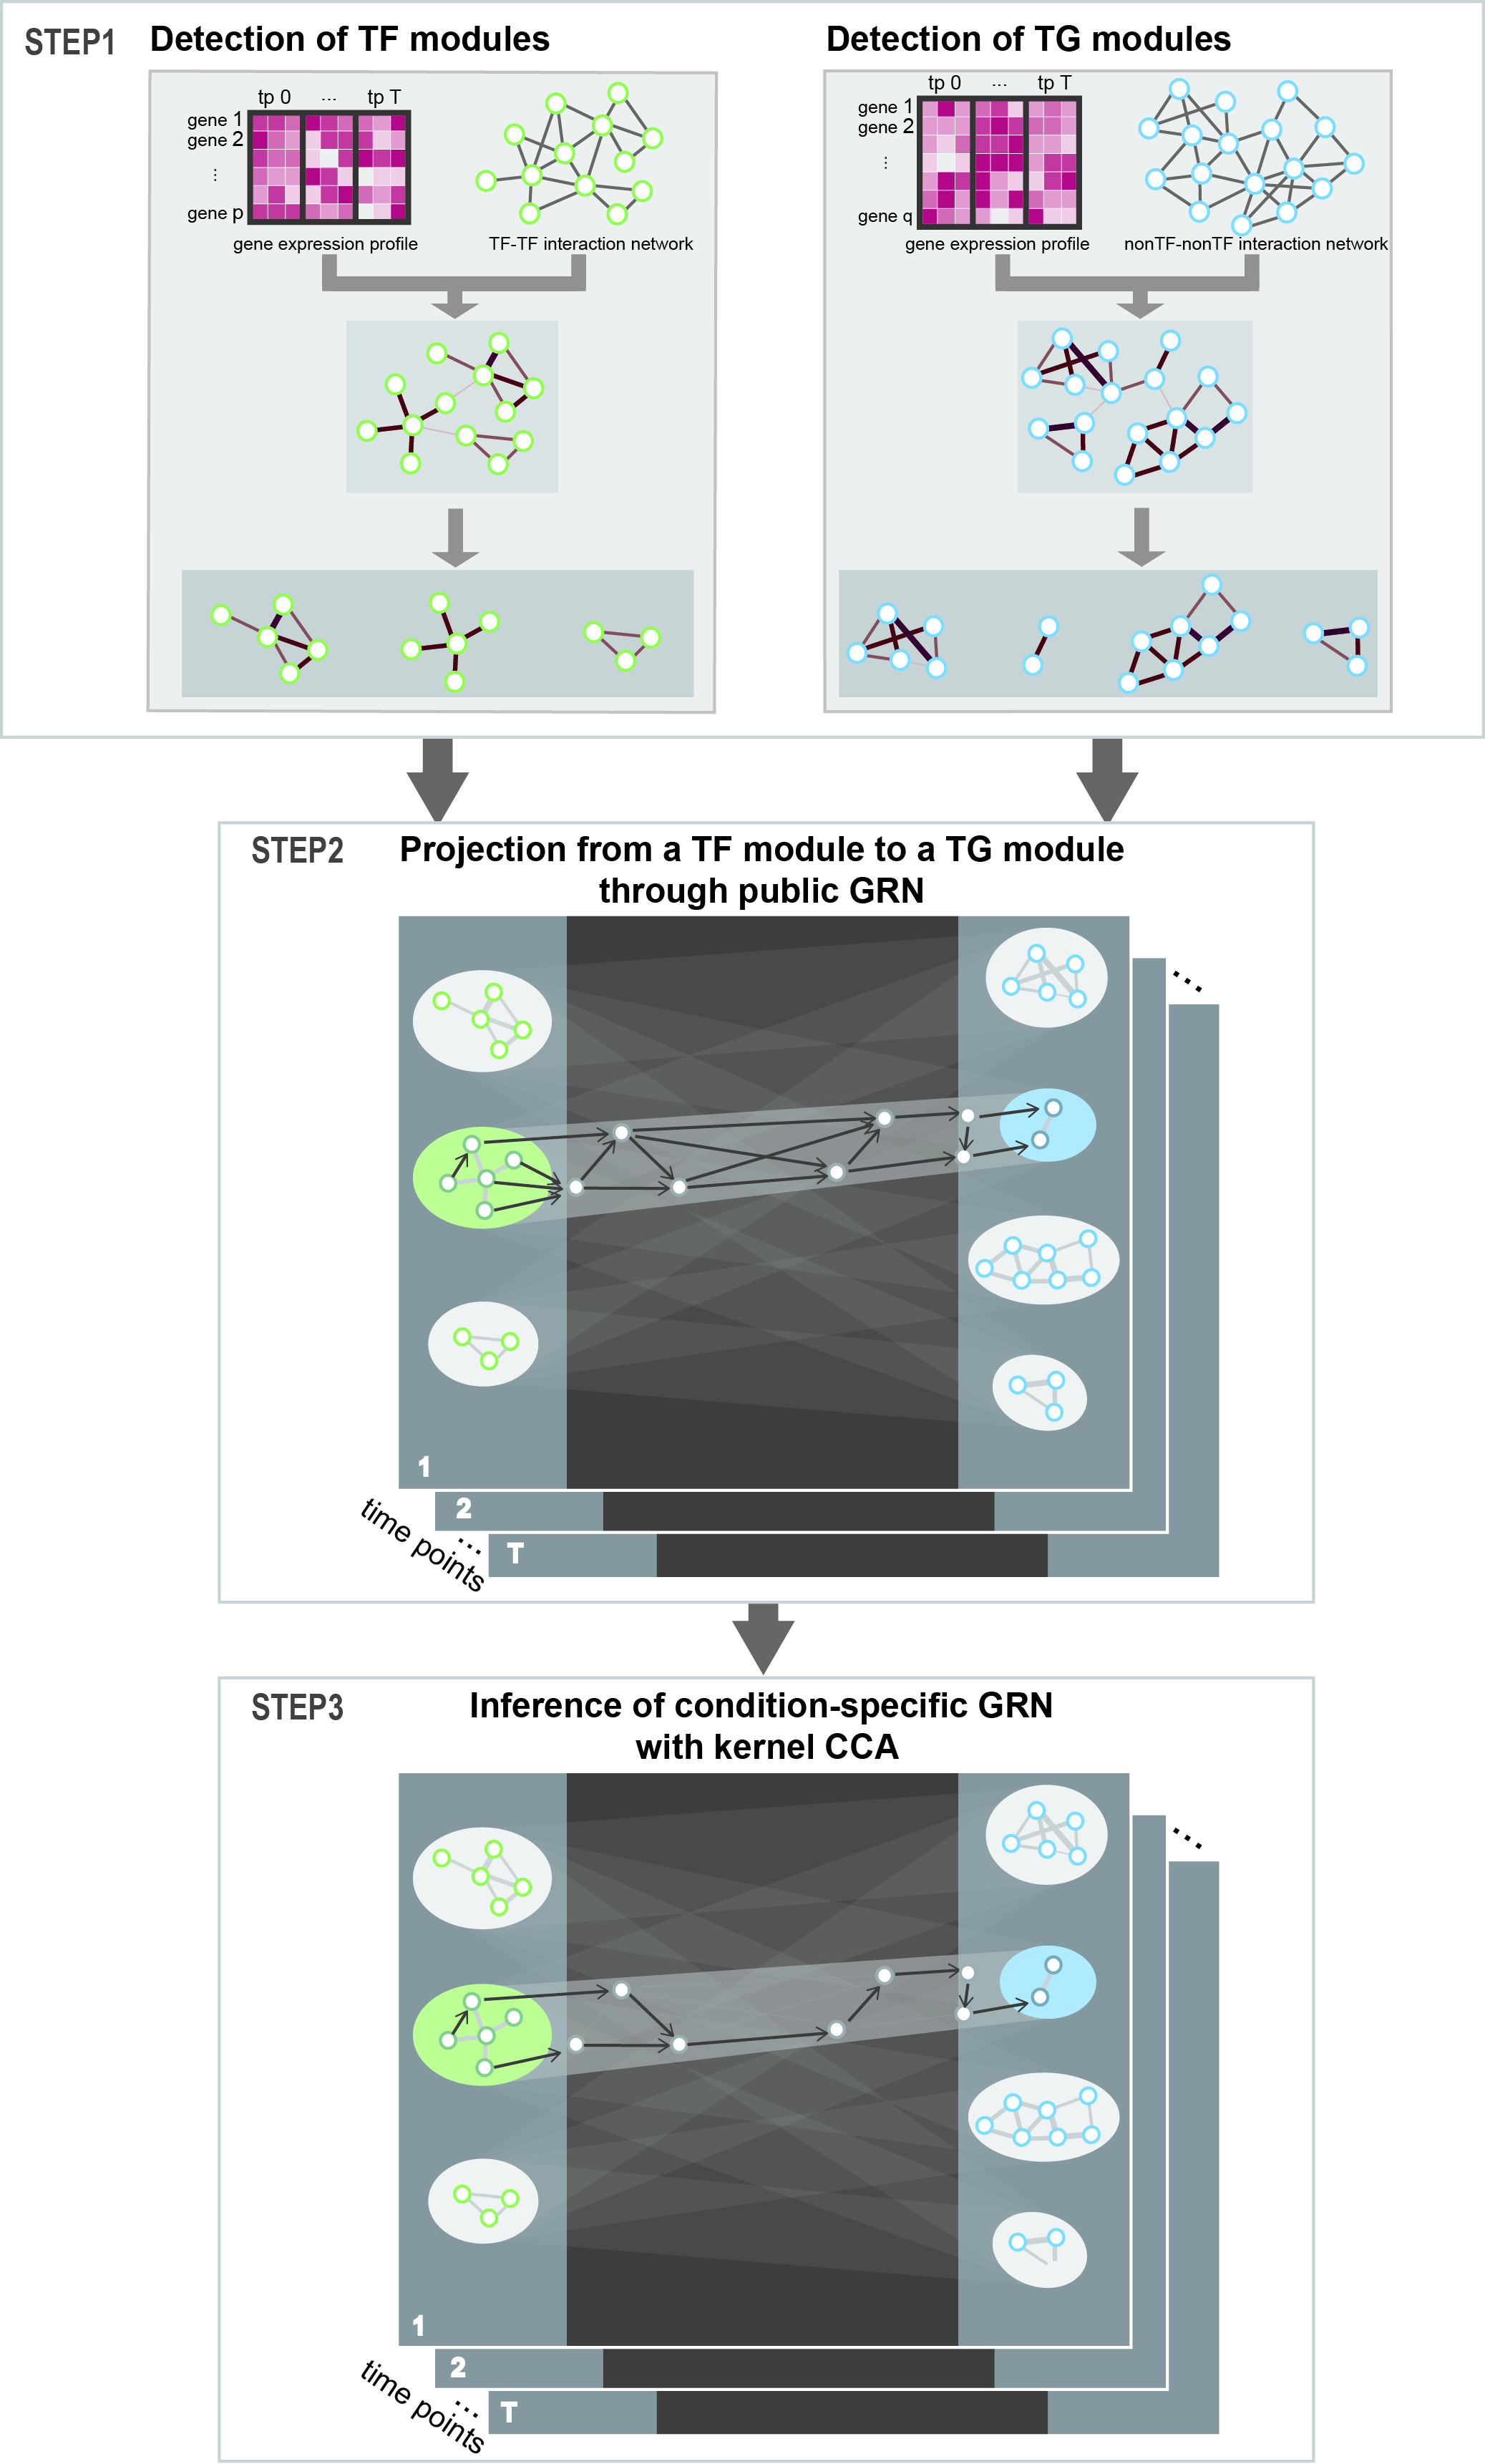 STEP1
Detection of TF modules
Detection of TG modules
tp 0 ... tp T
gene 1
gene 2
⋮
gene p
gene expression profile
TF-TF interaction network
tp 0 ... tp T
gene 1
gene 2
⋮
gene q
gene expression profile
nonTF-nonTF interaction network
STEP2
Projection from a TF module to a TG module
through public GRN
...
1
2
...
T
time points
STEP3
Inference of condition-specific GRN
with kernel CCA
...
1
2
...
T
time points